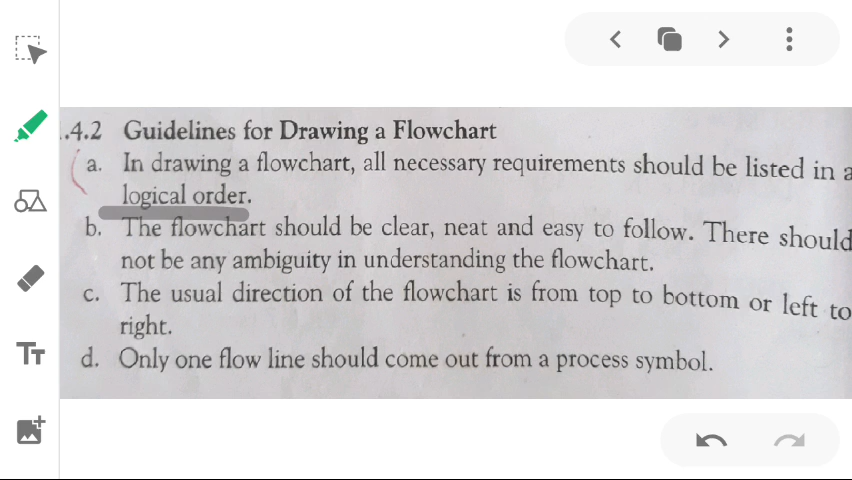 .4.2 Guidelines for Drawing a Flowchart
a. In drawing a flowchart, all necessary requirements should be listed in a
logical order.
b. The flowchart should be clear, neat and easy to follow. There should
not be any ambiguity in understanding the flowchart.
c. The usual direction of the flowchart is from top to bottom or left to
right.
d. Only one flow line should come out from a process symbol.